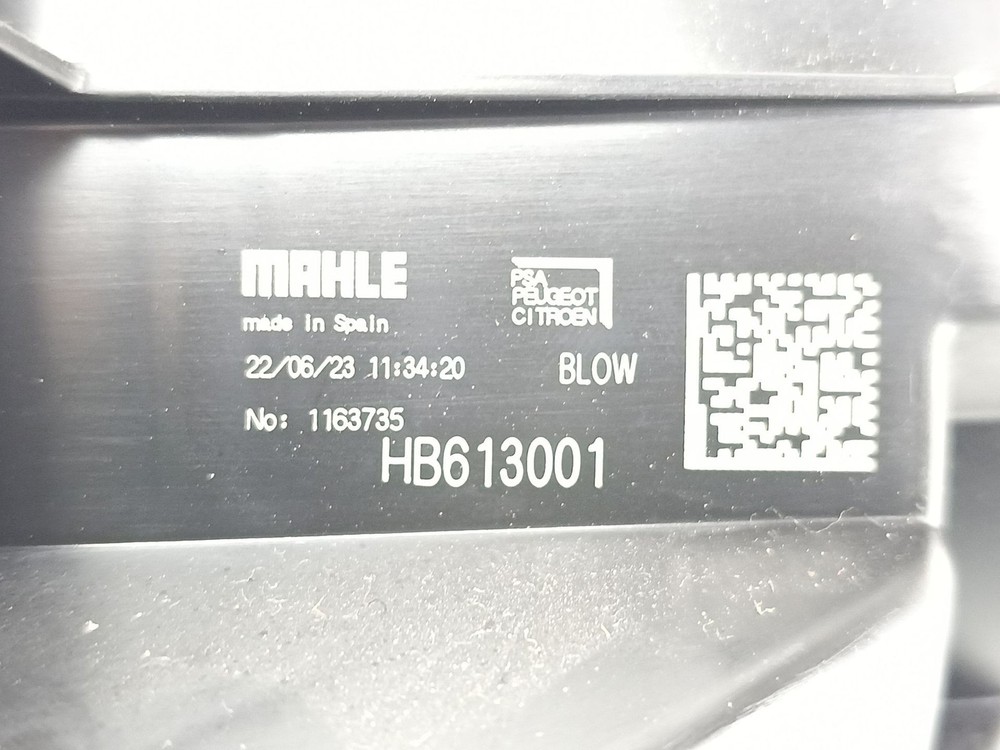 MAHLE
made in Spain
22/06/23 11:34:20
No: 1163735
PSA
PEUGEOT
CITROEN
BLOW
HB613001